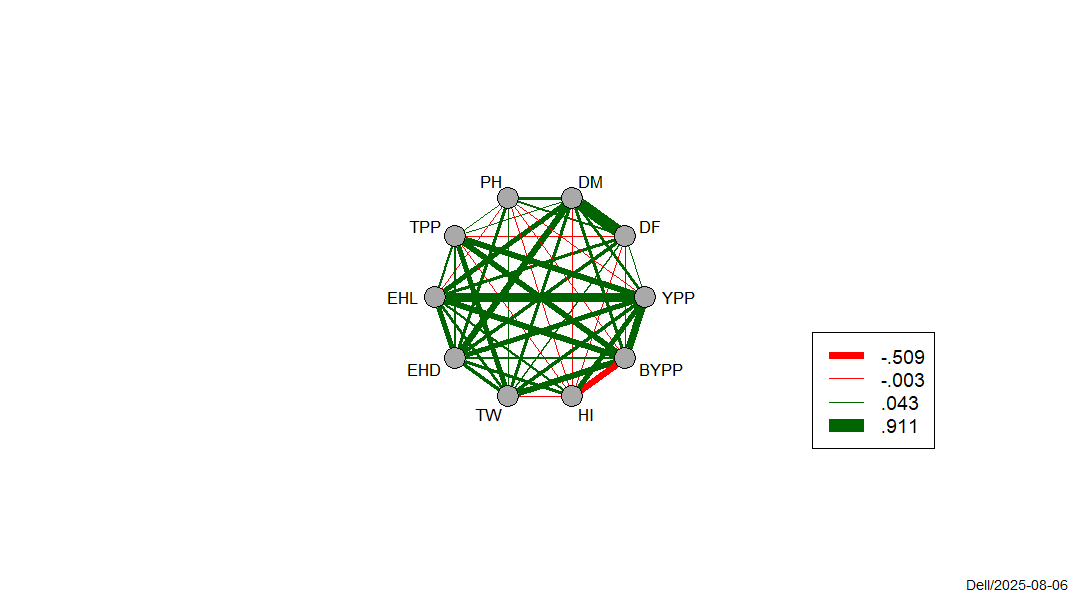 PH
DM
TPP
DF
EHL
YPP
EHD
BYPP
TW
HI
-.509
-.003
.043
.911
Dell/2025-08-06